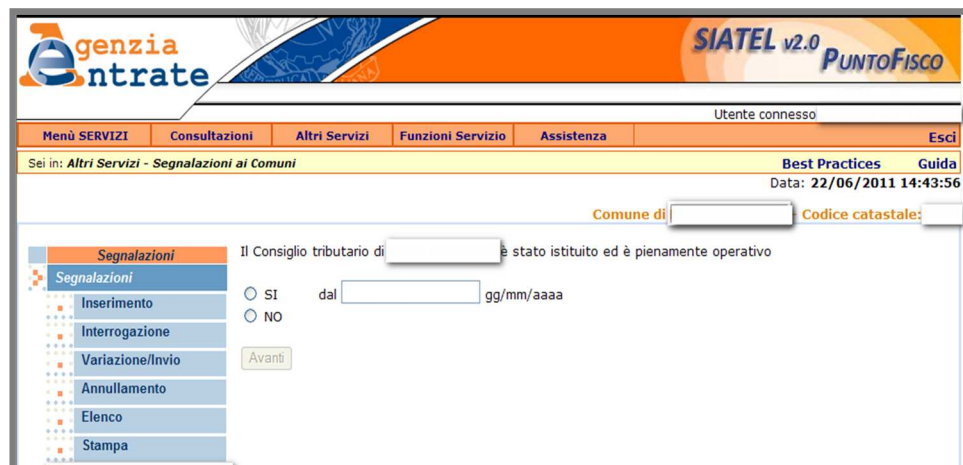 Agenzia Entrate
SIATEL v2.0
PUNTOFISCO
Utente connesso
Menù SERVIZI Consultazioni Altri Servizi Funzioni Servizio Assistenza Esci
Sei in: Altri Servizi - Segnalazioni ai Comuni Best Practices Guida
Data: 22/06/2011 14:43:56
Comune di - Codice catastale:
Segnalazioni
Il Consiglio tributario di è stato istituito ed è pienamente operativo
Segnalazioni
SI dal gg/mm/aaaa
NO
Inserimento
Interrogazione
Variazione/Invio
Avanti
Annullamento
Elenco
Stampa